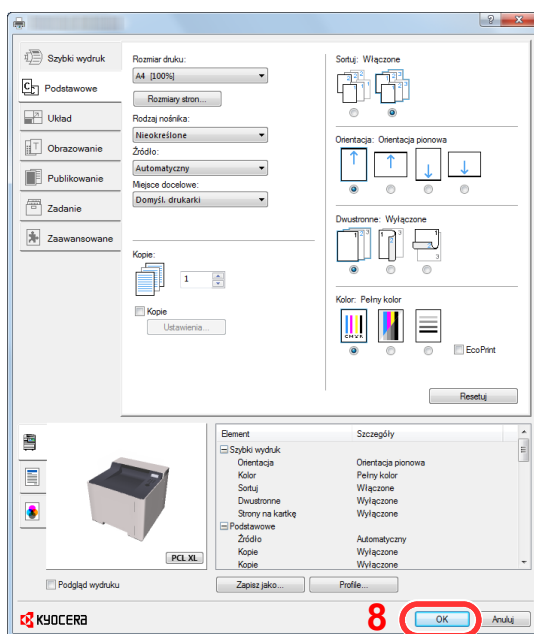 Szybki wydruk
Podstawowe
Układ
Obrazowanie
Publikowanie
Zadanie
Zaawansowane
Rozmiar druku:
A4 [100%]
Rozmiary stron...
Rodzaj nośnika:
Nieokreślone
Źródło:
Automatyczny
Miejsce docelowe:
Domyśl. drukarki
Kopie:
1
Kopie
Ustawienia...
Sortuj: Włączone
Orientacja: Orientacja pionowa
Dwustronne: Wyłączone
Kolor: Pełny kolor
CMYK
EcoPrint
Resetuj
PCL XL
Podgląd wydruku
Element Szczegóły
Szybki wydruk
Orientacja Orientacja pionowa
Kolor Pełny kolor
Sortuj Włączone
Dwustronne Wyłączone
Strony na kartkę Wyłączone
Podstawowe
Źródło Automatyczny
Kopie Wyłączone
Kopie Wyłączone
Zapisz jako... Profile...
KYOCERA
8 OK Anuluj